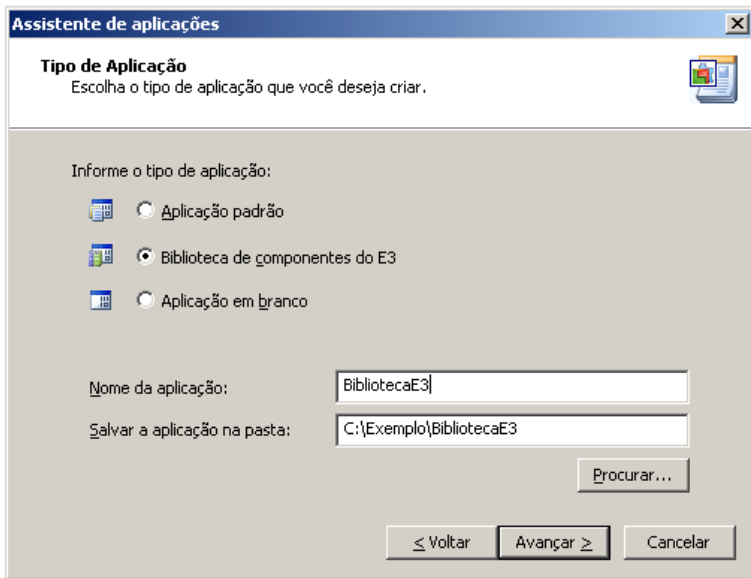 Assistente de aplicações
Tipo de Aplicação
Escolha o tipo de aplicação que você deseja criar.
Informe o tipo de aplicação:
Aplicação padrão
Biblioteca de componentes do E3
Aplicação em branco
Nome da aplicação: BibliotecaE3
Salvar a aplicação na pasta: C:\Exemplo\BibliotecaE3
Procurar...
< Voltar Avançar > Cancelar